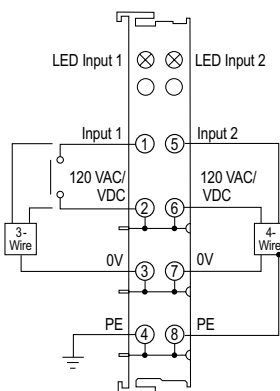 LED Input 1 LED Input 2
Input 1 1 5 Input 2
120 VAC/
VDC
120 VAC/
VDC
2 6
3-
Wire
4-
Wire
0V 3 7 0V
PE 4 8 PE